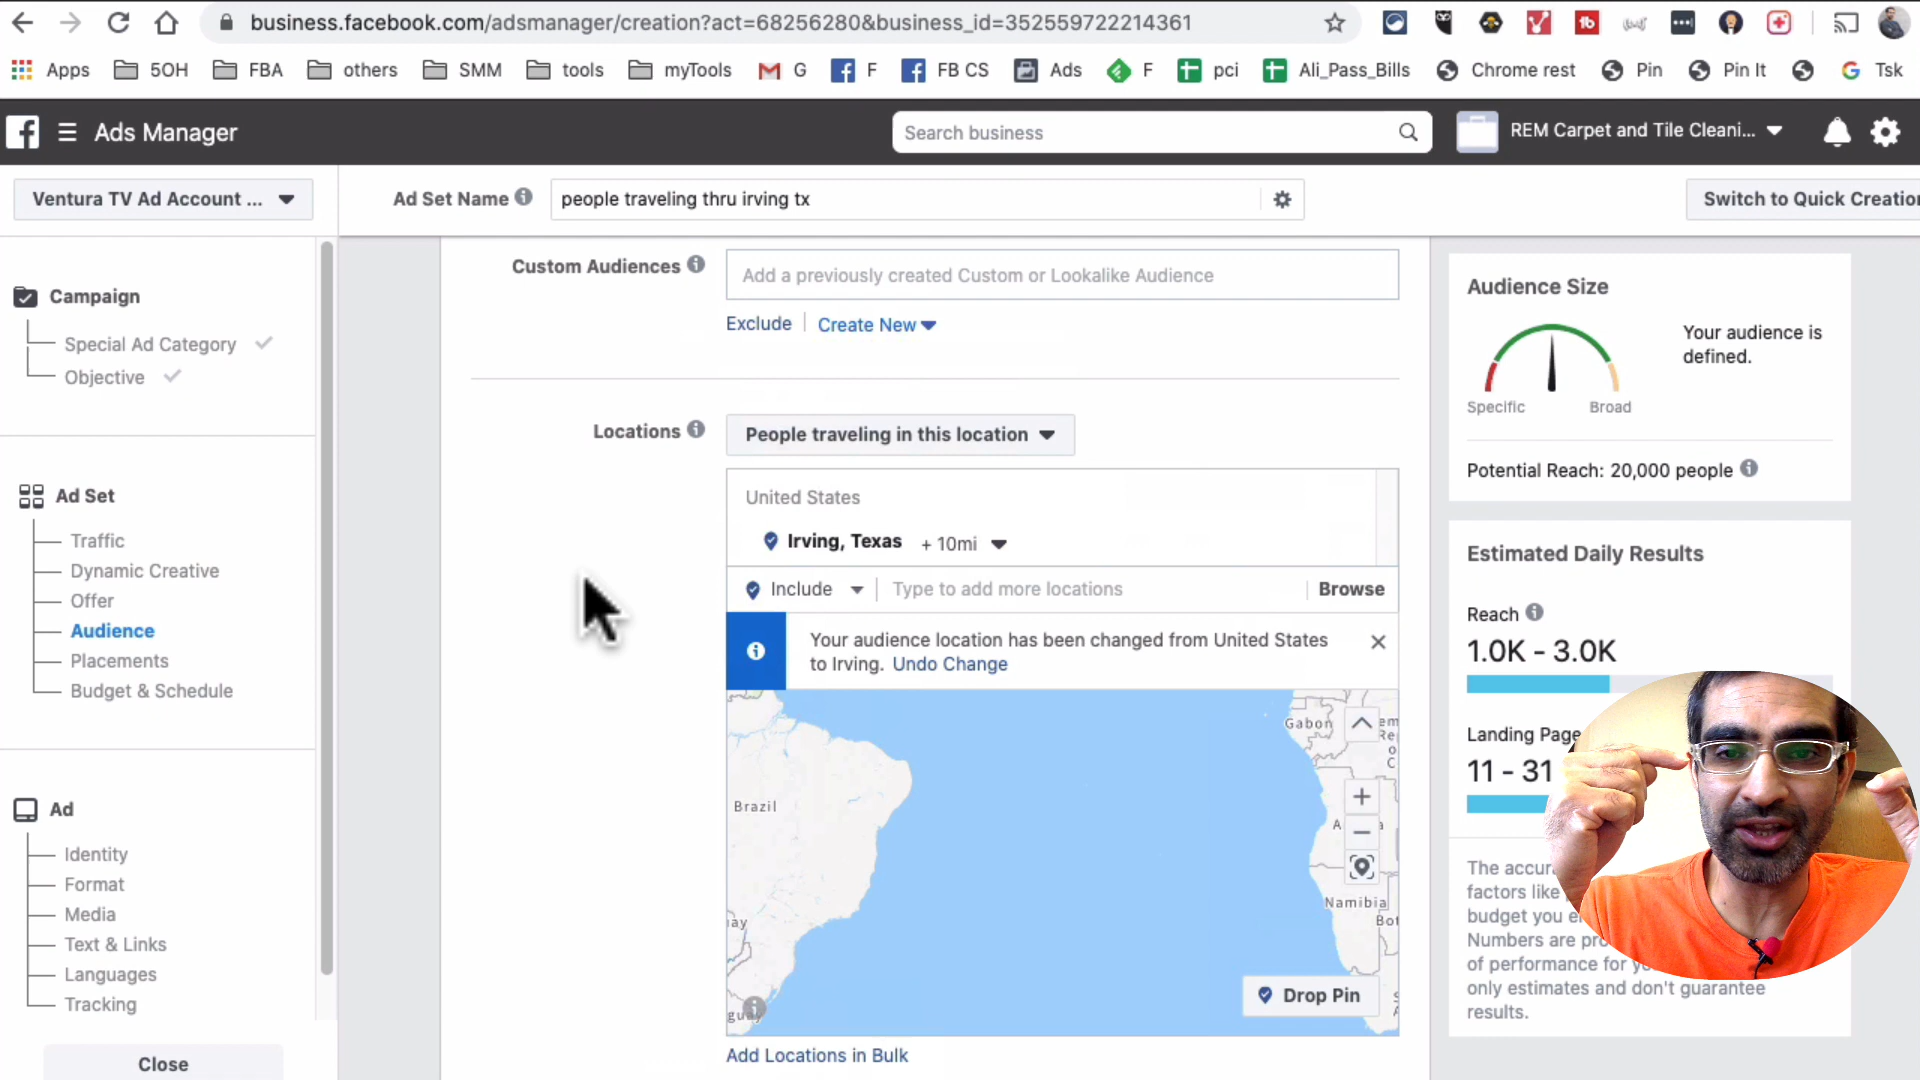 business.facebook.com/adsmanager/creation?act=68256280&business_id=352559722214361
Apps 5OH FBA others SMM tools myTools G F FB CS Ads F pci Ali_Pass_Bills Chrome rest Pin Pin It Tsk
Ads Manager
Search business
REM Carpet and Tile Cleani...
Ventura TV Ad Account ...
Ad Set Name
people traveling thru irving tx
Switch to Quick Creation
Campaign
Special Ad Category
Objective
Ad Set
Traffic
Dynamic Creative
Offer
Audience
Placements
Budget & Schedule
Ad
Identity
Format
Media
Text & Links
Languages
Tracking
Close
Custom Audiences
Add a previously created Custom or Lookalike Audience
Exclude
Create New
Locations
People traveling in this location
United States
Irving, Texas + 10mi
Include
Type to add more locations
Browse
Your audience location has been changed from United States
to Irving. Undo Change
Gabon
Brazil
Namibia
Drop Pin
Add Locations in Bulk
Audience Size
Your audience is
defined.
Specific
Broad
Potential Reach: 20,000 people
Estimated Daily Results
Reach
1.0K - 3.0K
Landing Page
11 - 31
The accur
factors like
budget you e
Numbers are pro
of performance for yo
only estimates and don't guarantee
results.